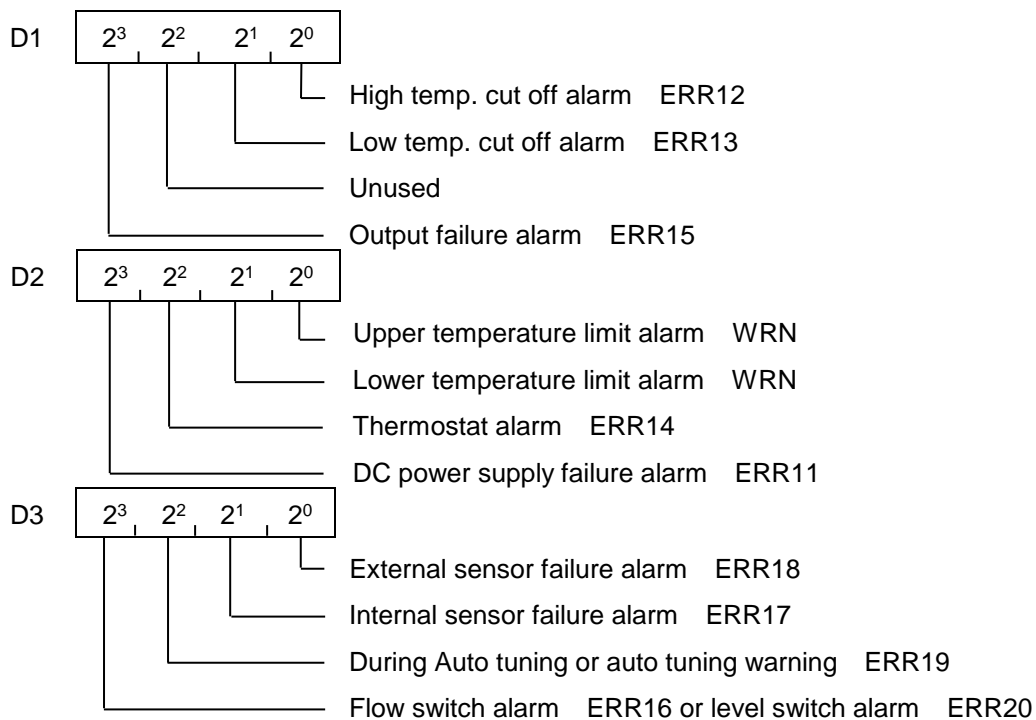 D1 2³ 2² 2¹ 2⁰
High temp. cut off alarm ERR12
Low temp. cut off alarm ERR13
Unused
Output failure alarm ERR15
D2 2³ 2² 2¹ 2⁰
Upper temperature limit alarm WRN
Lower temperature limit alarm WRN
Thermostat alarm ERR14
DC power supply failure alarm ERR11
D3 2³ 2² 2¹ 2⁰
External sensor failure alarm ERR18
Internal sensor failure alarm ERR17
During Auto tuning or auto tuning warning ERR19
Flow switch alarm ERR16 or level switch alarm ERR20